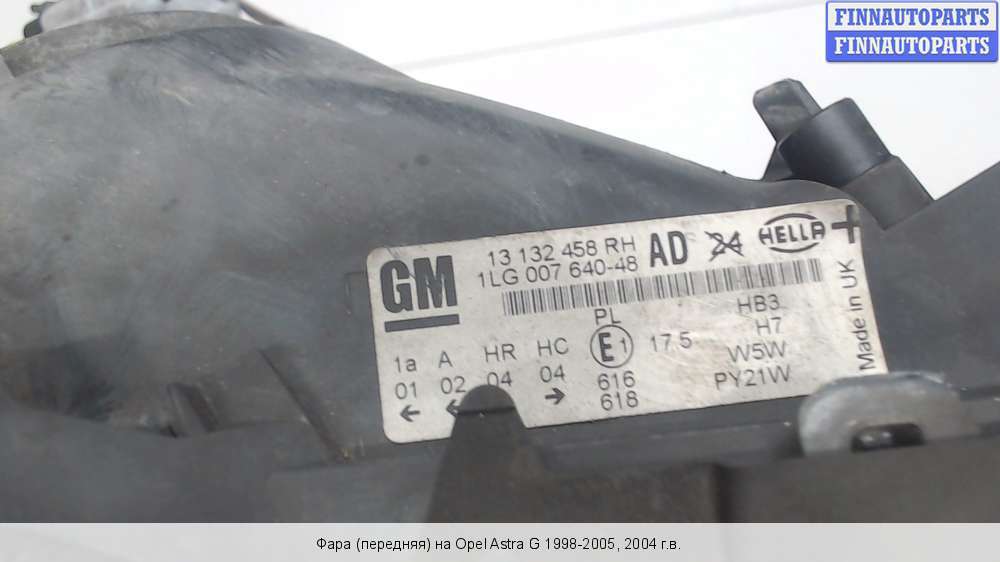 FINNAUTOPARTS
FINNAUTOPARTS
GM
13 132 458 RH
1LG 007 640-48
AD
24
HELLA
PL
HB3
1a A HR HC E1 17.5 H7
01 02 04 04 616 W5W
618 PY21W
Made in UK
Фара (передняя) на Opel Astra G 1998-2005, 2004 г.в.